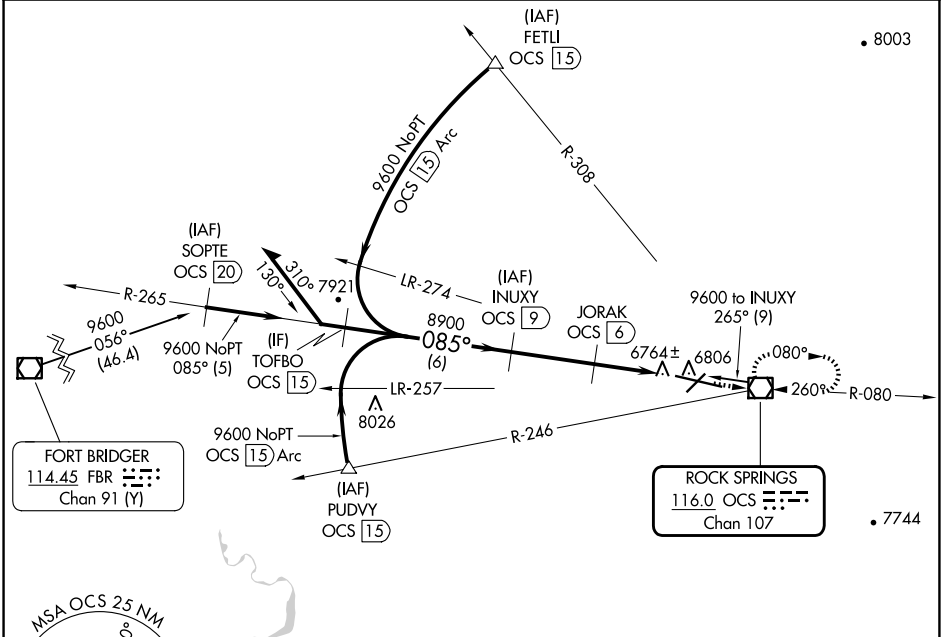 (IAF)
FETLI
OCS 15
8003
9600 NoPT
OCS 15 Arc
R-308
(IAF)
SOPTE
OCS 20
310°
130°
7921
LR-274
(IAF)
INUXY
OCS 9
JORAK
OCS 6
9600 to INUXY
265° (9)
R-265
9600
056°
(46.4)
9600 NoPT
085° (5)
(IF)
TOFBO
OCS 15
8900
085°
(6)
6764±
6806
080°
260°
R-080
LR-257
8026
9600 NoPT
OCS 15 Arc
R-246
(IAF)
PUDVY
OCS 15
FORT BRIDGER
114.45 FBR
Chan 91 (Y)
ROCK SPRINGS
116.0 OCS
Chan 107
7744
MSA OCS 25 NM